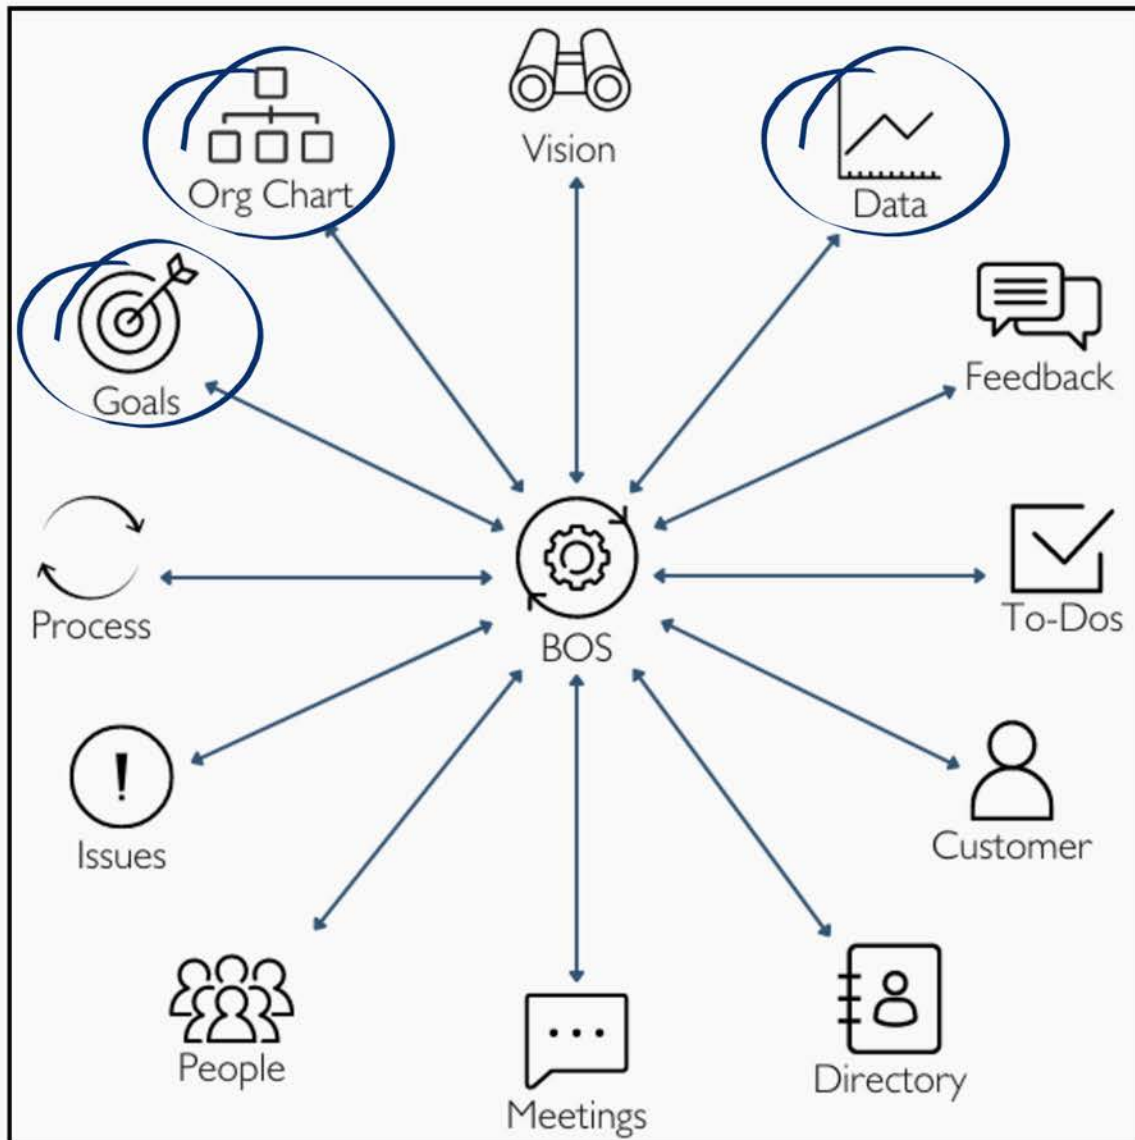 Vision
Org Chart
Data
Goals
Feedback
Process
To-Dos
BOS
Issues
Customer
People
Directory
Meetings